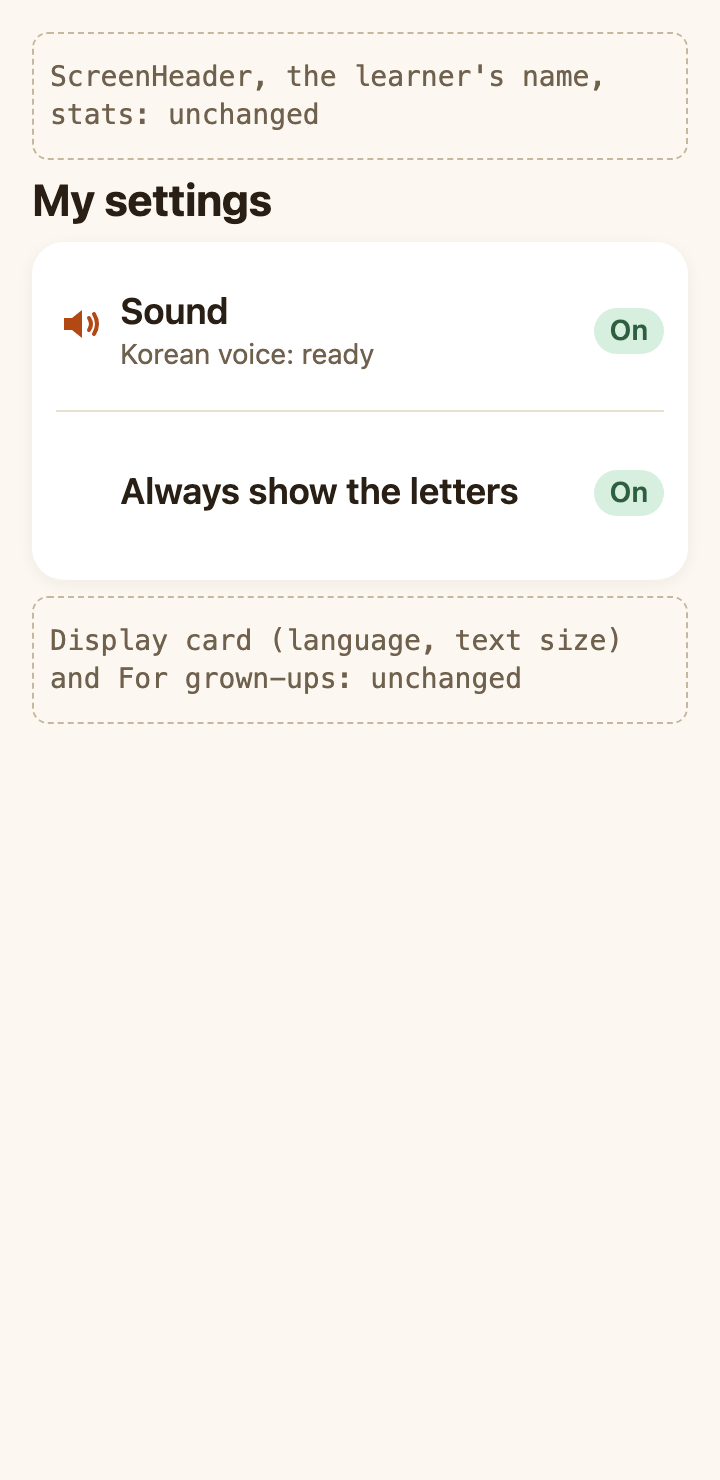 ScreenHeader, the learner's name,
stats: unchanged
My settings
Sound
Korean voice: ready
On
Always show the letters
On
Display card (language, text size)
and For grown-ups: unchanged